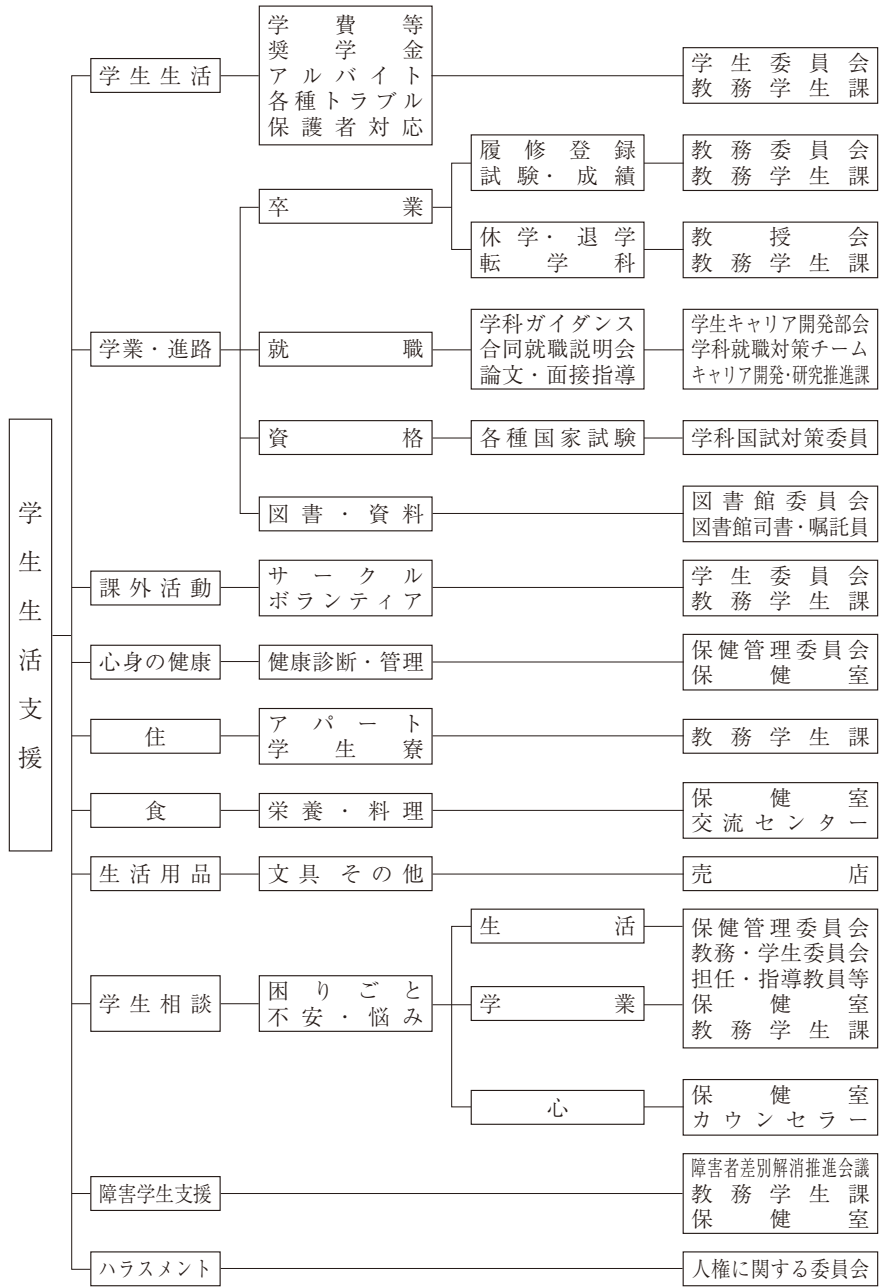 学生生活支援
学生生活
学費等
奨学金
アルバイト
各種トラブル
保護者対応
学生委員会
教務学生課
学業・進路
卒業
履修登録
試験・成績
教務委員会
教務学生課
休学・退学
転学科
教授会
教務学生課
就職
学科ガイダンス
合同就職説明会
論文・面接指導
学生キャリア開発部会
学科就職対策チーム
キャリア開発・研究推進課
資格
各種国家試験
学科国試対策委員
図書・資料
図書館委員会
図書館司書・嘱託員
課外活動
サークル
ボランティア
学生委員会
教務学生課
心身の健康
健康診断・管理
保健管理委員会
保健室
住
アパート
学生寮
教務学生課
食
栄養・料理
保健室
交流センター
生活用品
文具 その他
売店
学生相談
困りごと
不安・悩み
生活
学業
保健管理委員会
教務・学生委員会
担任・指導教員等
保健室
教務学生課
心
保健室
カウンセラー
障害学生支援
障害者差別解消推進会議
教務学生課
保健室
ハラスメント
人権に関する委員会